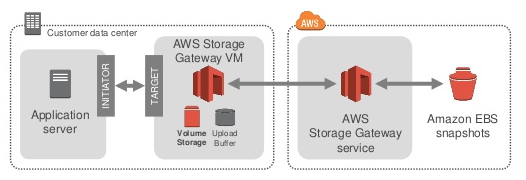 Customer data center
AWS
Application
server
INITIATOR
TARGET
AWS Storage
Gateway VM
Volume
Storage
Upload
Buffer
AWS
Storage Gateway
service
Amazon EBS
snapshots